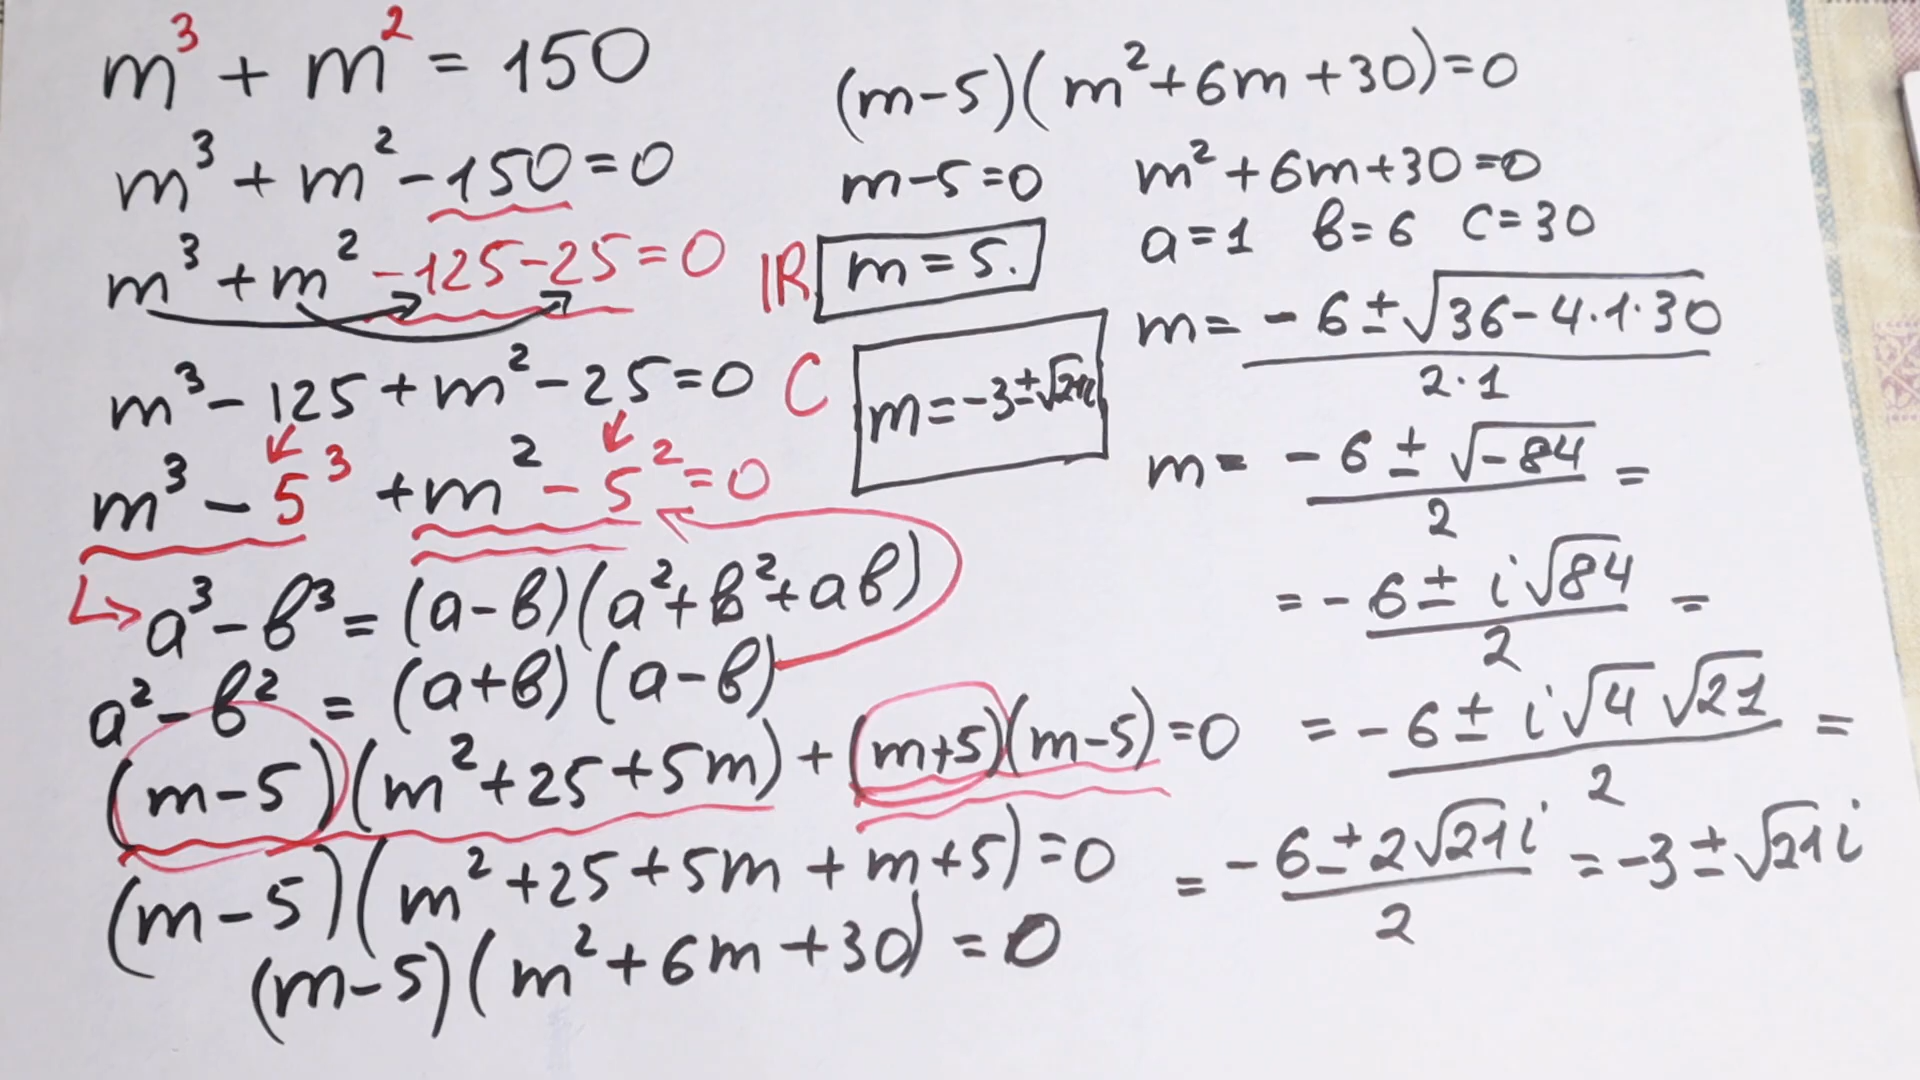 m³ + m² = 150
m³ + m² - 150 = 0
m³ + m² - 125 - 25 = 0
m³ - 125 + m² - 25 = 0
m³ - 5³ + m² - 5² = 0
a³ - b³ = (a - b)(a² + b² + ab)
a² - b² = (a + b)(a - b)
(m - 5)(m² + 25 + 5m) + (m + 5)(m - 5) = 0
(m - 5)(m² + 25 + 5m + m + 5) = 0
(m - 5)(m² + 6m + 30) = 0
(m - 5)(m² + 6m + 30) = 0
m - 5 = 0
ℝ m = 5.
ℂ m = -3 ± √21i
m² + 6m + 30 = 0
a = 1 b = 6 c = 30
m = (-6 ± √(36 - 4·1·30)) / (2·1)
m = (-6 ± √-84) / 2 =
= (-6 ± i√84) / 2 =
= (-6 ± i√4 √21) / 2 =
= (-6 ± 2√21i) / 2 = -3 ± √21i